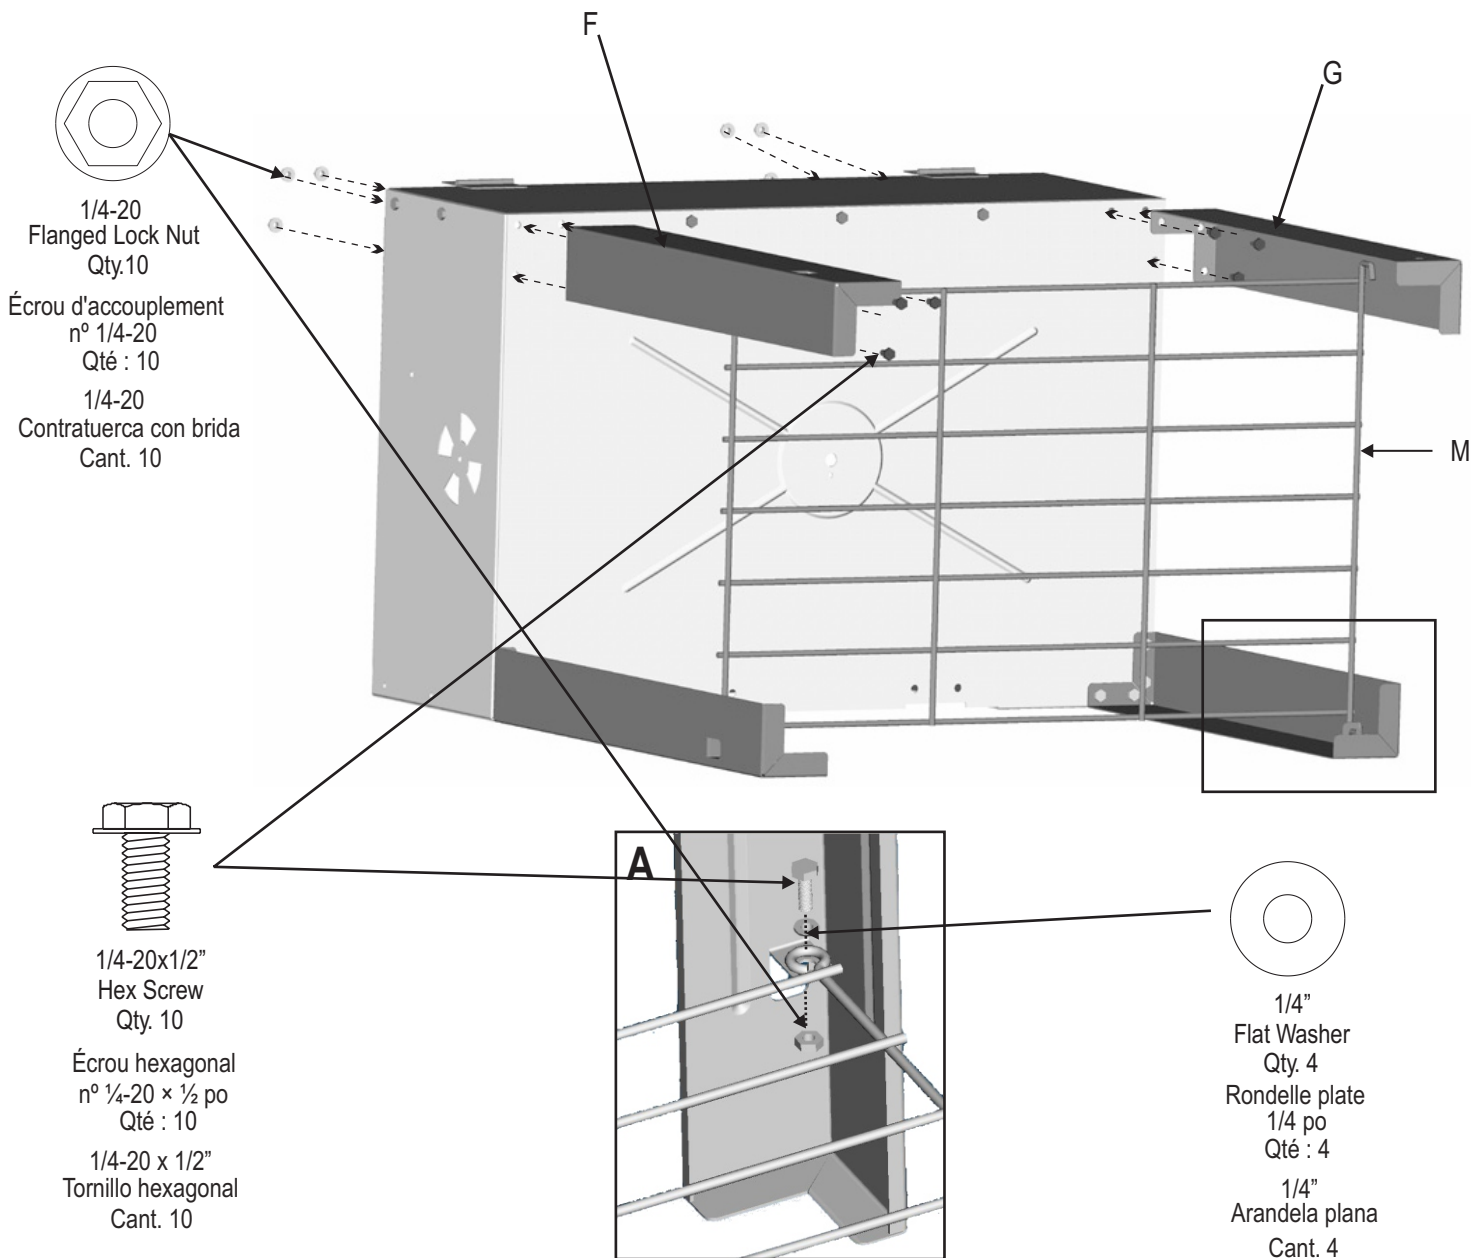 F
G
1/4-20
Flanged Lock Nut
Qty.10
Écrou d'accouplement
nº 1/4-20
Qté : 10
1/4-20
Contratuerca con brida
Cant. 10
M
1/4-20x1/2”
Hex Screw
Qty. 10
Écrou hexagonal
nº ¼-20 × ½ po
Qté : 10
1/4-20 x 1/2”
Tornillo hexagonal
Cant. 10
A
1/4”
Flat Washer
Qty. 4
Rondelle plate
1/4 po
Qté : 4
1/4”
Arandela plana
Cant. 4